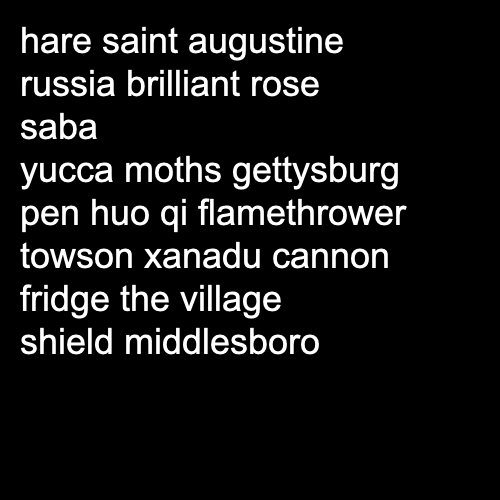 hare saint augustine
russia brilliant rose
saba
yucca moths gettysburg
pen huo qi flamethrower
towson xanadu cannon
fridge the village
shield middlesboro